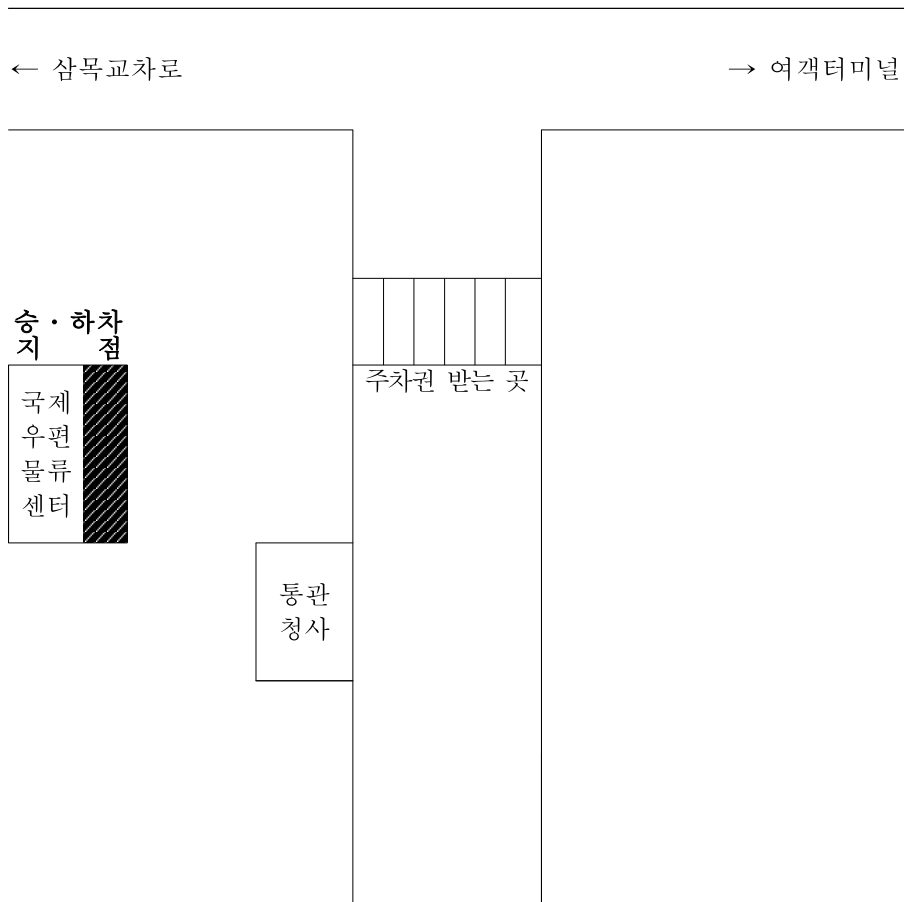 ← 삼목교차로
→ 여객터미널
승·하차
지 점
주차권 받는 곳
국제
우편
물류
센터
통관
청사